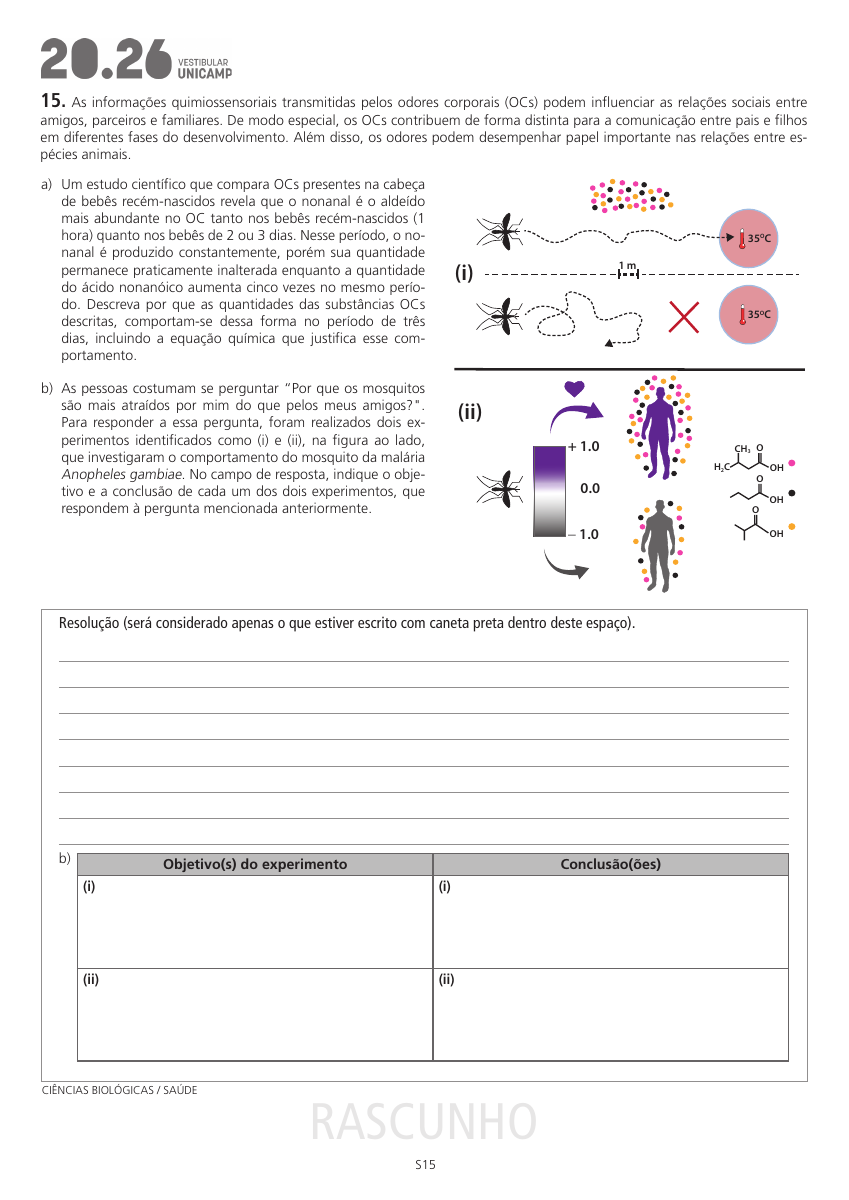 20.26 VESTIBULAR UNICAMP
15. As informações quimiossensoriais transmitidas pelos odores corporais (OCs) podem influenciar as relações sociais entre
amigos, parceiros e familiares. De modo especial, os OCs contribuem de forma distinta para a comunicação entre pais e filhos
em diferentes fases do desenvolvimento. Além disso, os odores podem desempenhar papel importante nas relações entre es-
pécies animais.
a) Um estudo científico que compara OCs presentes na cabeça
de bebês recém-nascidos revela que o nonanal é o aldeído
mais abundante no OC tanto nos bebês recém-nascidos (1
hora) quanto nos bebês de 2 ou 3 dias. Nesse período, o no-
nanal é produzido constantemente, porém sua quantidade
permanece praticamente inalterada enquanto a quantidade
do ácido nonanóico aumenta cinco vezes no mesmo perío-
do. Descreva por que as quantidades das substâncias OCs
descritas, comportam-se dessa forma no período de três
dias, incluindo a equação química que justifica esse com-
portamento.
b) As pessoas costumam se perguntar “Por que os mosquitos
são mais atraídos por mim do que pelos meus amigos?".
Para responder a essa pergunta, foram realizados dois ex-
perimentos identificados como (i) e (ii), na figura ao lado,
que investigaram o comportamento do mosquito da malária
Anopheles gambiae. No campo de resposta, indique o obje-
tivo e a conclusão de cada um dos dois experimentos, que
respondem à pergunta mencionada anteriormente.
35ºC
(i)
1 m
35ºC
(ii)
+ 1.0
0.0
– 1.0
CH₃ O
H₃C OH
O
OH
O
OH
Resolução (será considerado apenas o que estiver escrito com caneta preta dentro deste espaço).
b)
Objetivo(s) do experimento Conclusão(ões)
(i) (i)
(ii) (ii)
CIÊNCIAS BIOLÓGICAS / SAÚDE
RASCUNHO
S15